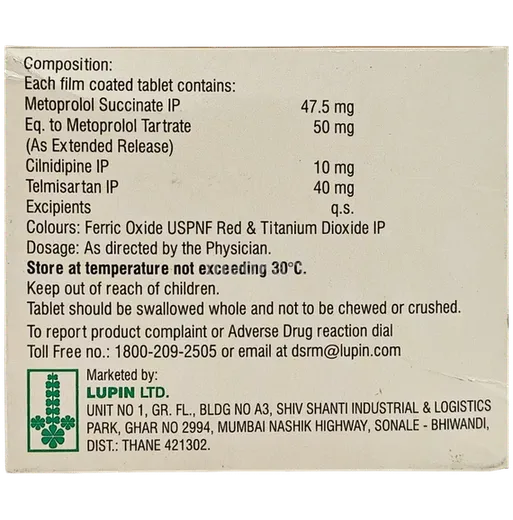 Composition:
Each film coated tablet contains:
Metoprolol Succinate IP 47.5 mg
Eq. to Metoprolol Tartrate 50 mg
(As Extended Release)
Cilnidipine IP 10 mg
Telmisartan IP 40 mg
Excipients q.s.
Colours: Ferric Oxide USPNF Red & Titanium Dioxide IP
Dosage: As directed by the Physician.
Store at temperature not exceeding 30°C.
Keep out of reach of children.
Tablet should be swallowed whole and not to be chewed or crushed.
To report product complaint or Adverse Drug reaction dial
Toll Free no.: 1800-209-2505 or email at dsrm@lupin.com
Marketed by:
LUPIN LTD.
UNIT NO 1, GR. FL., BLDG NO A3, SHIV SHANTI INDUSTRIAL & LOGISTICS
PARK, GHAR NO 2994, MUMBAI NASHIK HIGHWAY, SONALE - BHIWANDI,
DIST.: THANE 421302.